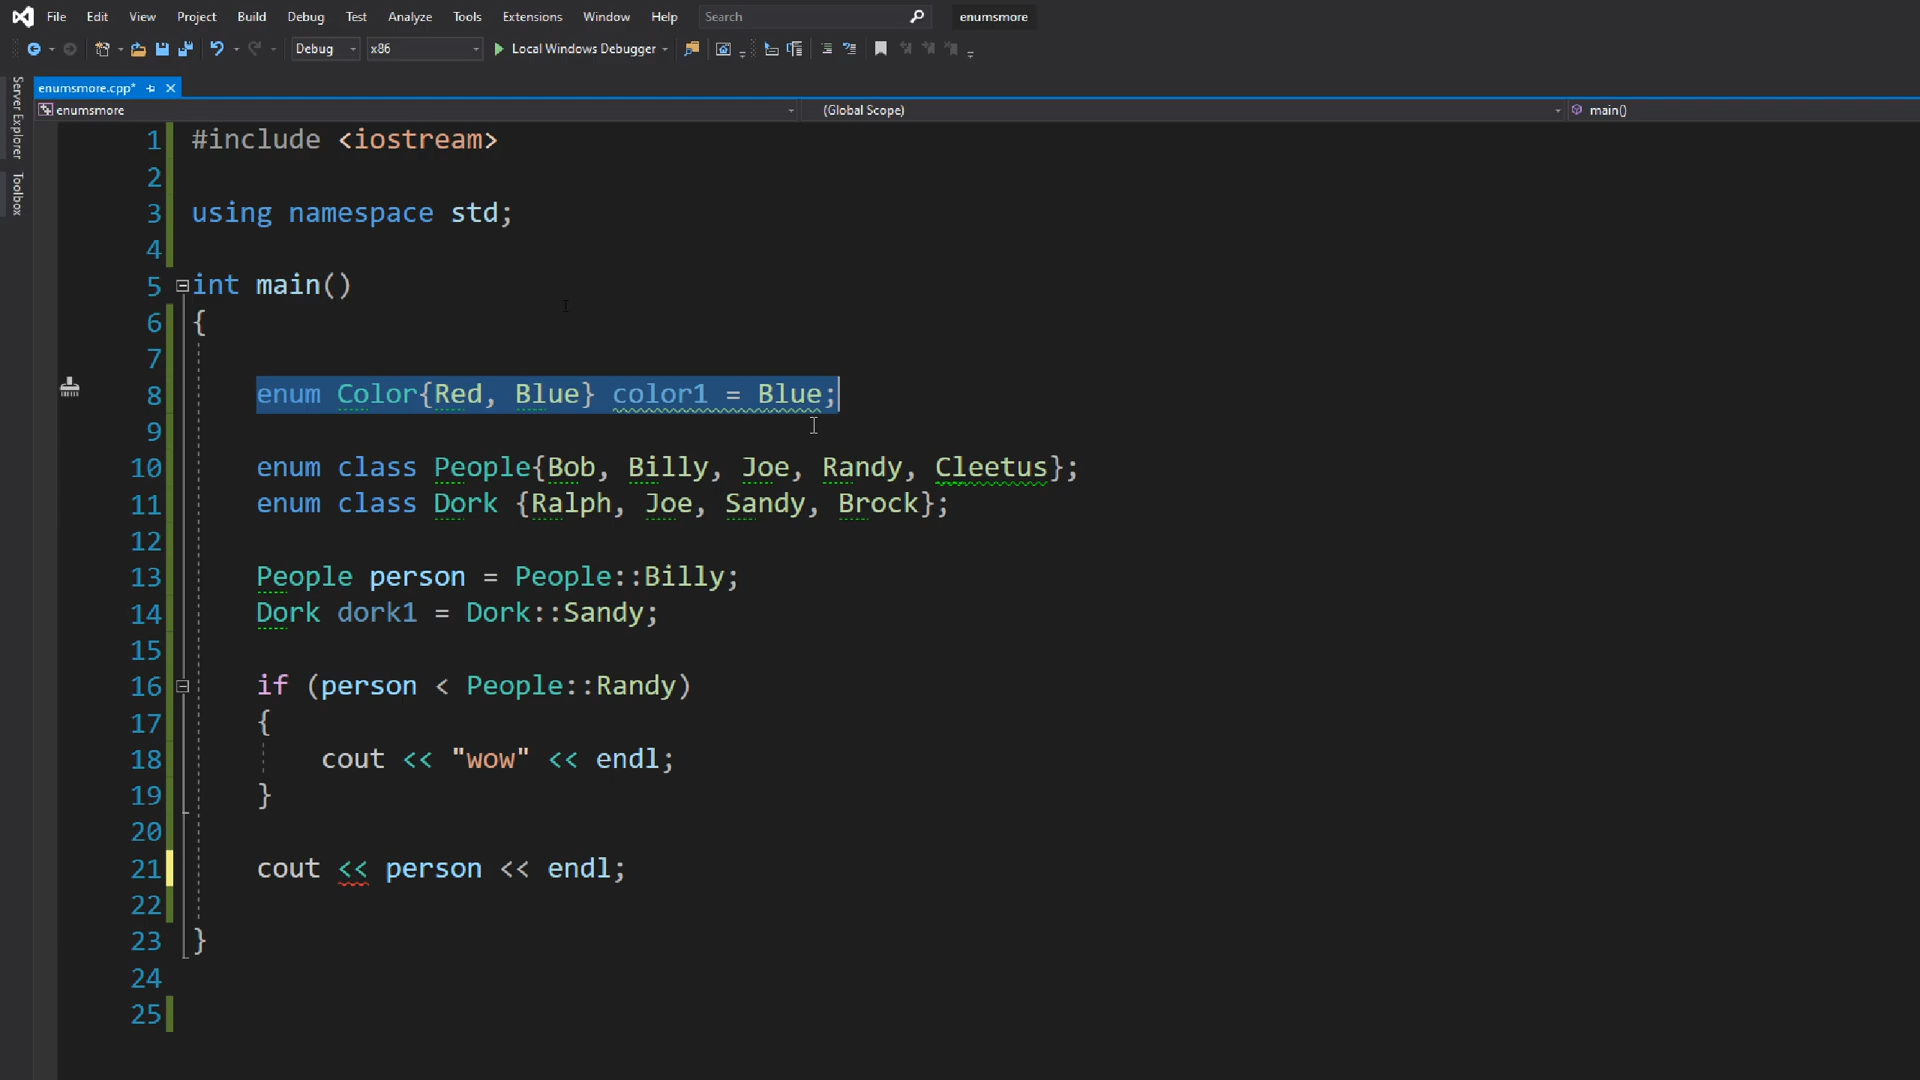 File Edit View Project Build Debug Test Analyze Tools Extensions Window Help Search enumsmore
Debug x86 Local Windows Debugger
Server Explorer
Toolbox
enumsmore.cpp*
enumsmore (Global Scope) main()
1 #include <iostream>
2
3 using namespace std;
4
5 int main()
6 {
7
8 enum Color{Red, Blue} color1 = Blue;
9
10 enum class People{Bob, Billy, Joe, Randy, Cleetus};
11 enum class Dork {Ralph, Joe, Sandy, Brock};
12
13 People person = People::Billy;
14 Dork dork1 = Dork::Sandy;
15
16 if (person < People::Randy)
17 {
18 cout << "wow" << endl;
19 }
20
21 cout << person << endl;
22
23 }
24
25